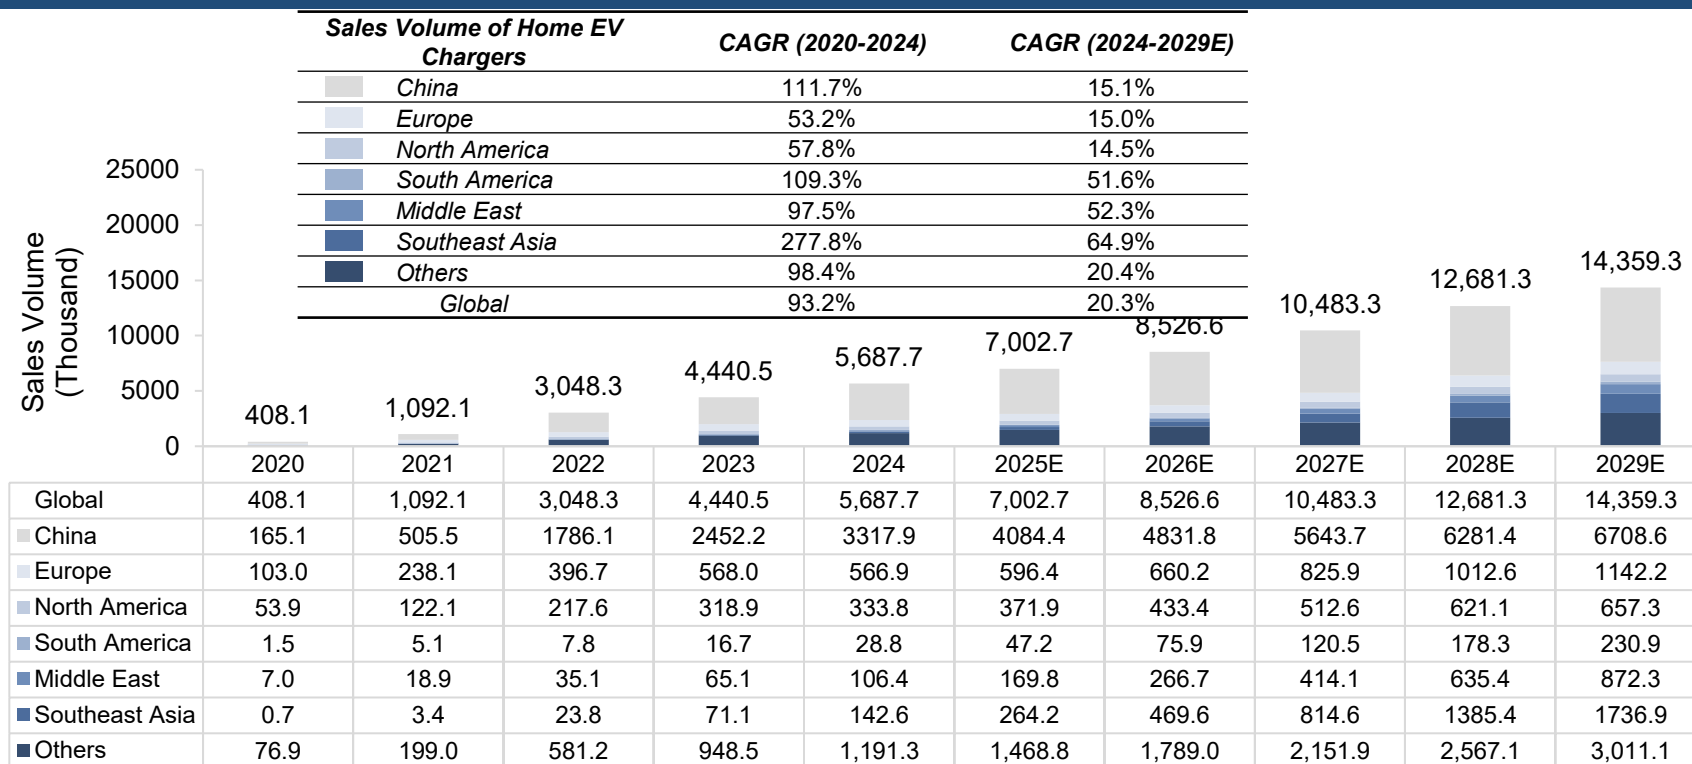 Sales Volume of Home EV Chargers CAGR (2020-2024) CAGR (2024-2029E)
China 111.7% 15.1%
Europe 53.2% 15.0%
North America 57.8% 14.5%
South America 109.3% 51.6%
Middle East 97.5% 52.3%
Southeast Asia 277.8% 64.9%
Others 98.4% 20.4%
Global 93.2% 20.3%
Sales Volume
(Thousand)
25000
20000
15000
10000
5000
0
408.1 1,092.1 3,048.3 4,440.5 5,687.7 7,002.7 8,526.6 10,483.3 12,681.3 14,359.3
2020 2021 2022 2023 2024 2025E 2026E 2027E 2028E 2029E
Global 408.1 1,092.1 3,048.3 4,440.5 5,687.7 7,002.7 8,526.6 10,483.3 12,681.3 14,359.3
China 165.1 505.5 1786.1 2452.2 3317.9 4084.4 4831.8 5643.7 6281.4 6708.6
Europe 103.0 238.1 396.7 568.0 566.9 596.4 660.2 825.9 1012.6 1142.2
North America 53.9 122.1 217.6 318.9 333.8 371.9 433.4 512.6 621.1 657.3
South America 1.5 5.1 7.8 16.7 28.8 47.2 75.9 120.5 178.3 230.9
Middle East 7.0 18.9 35.1 65.1 106.4 169.8 266.7 414.1 635.4 872.3
Southeast Asia 0.7 3.4 23.8 71.1 142.6 264.2 469.6 814.6 1385.4 1736.9
Others 76.9 199.0 581.2 948.5 1,191.3 1,468.8 1,789.0 2,151.9 2,567.1 3,011.1